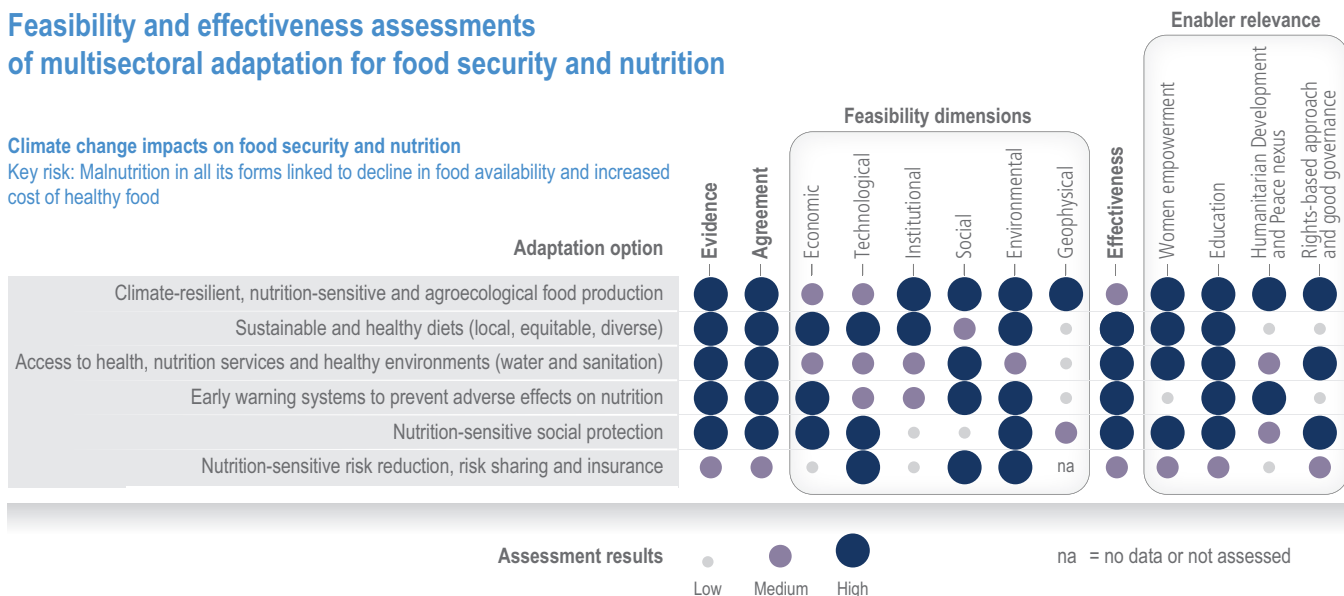 Feasibility and effectiveness assessments
of multisectoral adaptation for food security and nutrition
Climate change impacts on food security and nutrition
Key risk: Malnutrition in all its forms linked to decline in food availability and increased
cost of healthy food
Adaptation option
Evidence
Agreement
Feasibility dimensions
Economic
Technological
Institutional
Social
Environmental
Geophysical
Effectiveness
Enabler relevance
Women empowerment
Education
Humanitarian Development
and Peace nexus
Rights-based approach
and good governance
Climate-resilient, nutrition-sensitive and agroecological food production
Sustainable and healthy diets (local, equitable, diverse)
Access to health, nutrition services and healthy environments (water and sanitation)
Early warning systems to prevent adverse effects on nutrition
Nutrition-sensitive social protection
Nutrition-sensitive risk reduction, risk sharing and insurance
na
Assessment results
Low
Medium
High
na = no data or not assessed